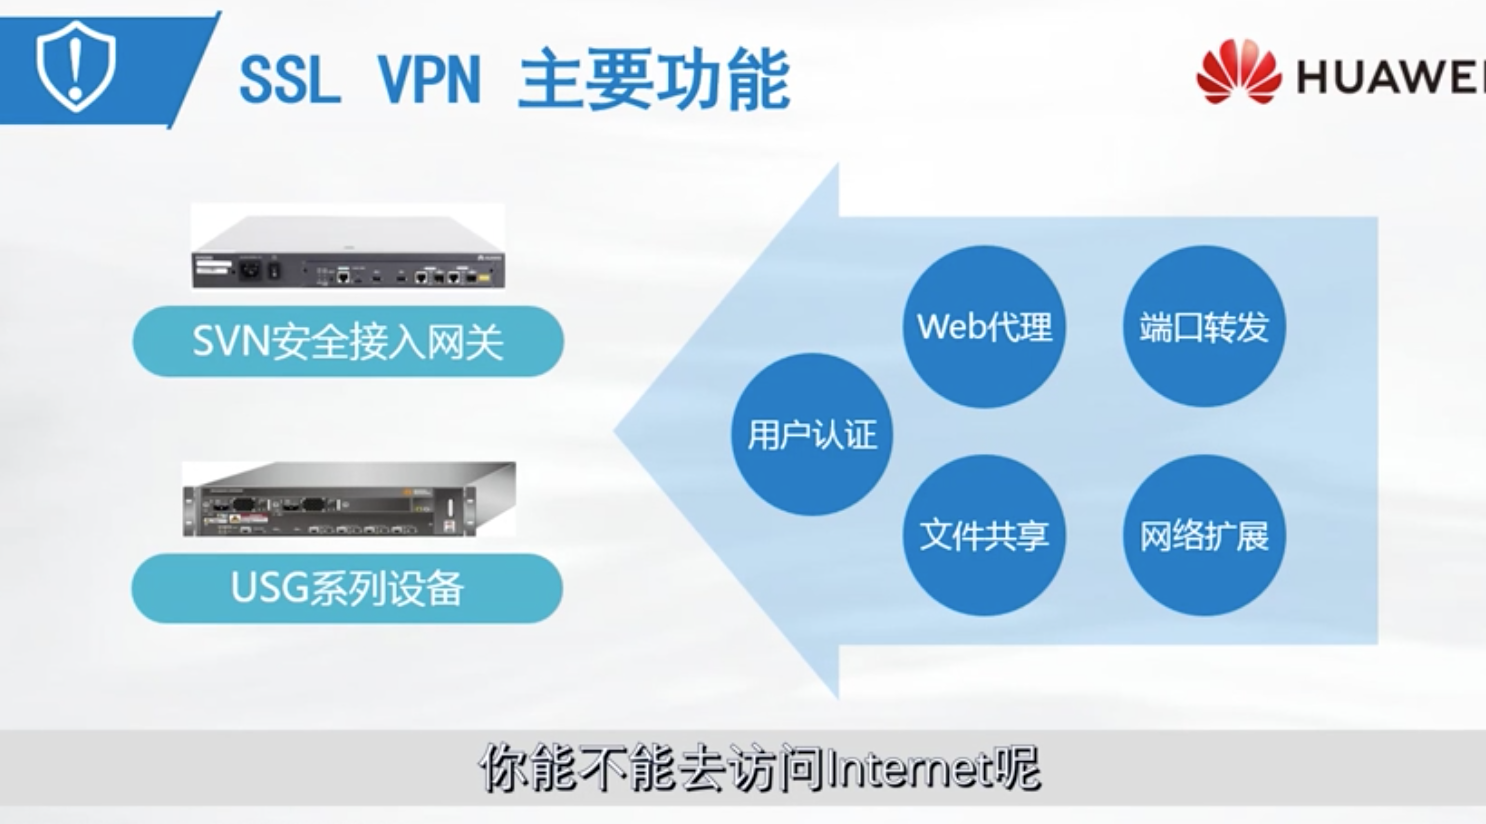 SSL VPN 主要功能
HUAWEI
SVN安全接入网关
USG系列设备
Web代理
端口转发
用户认证
文件共享
网络扩展
你能不能去访问Internet呢